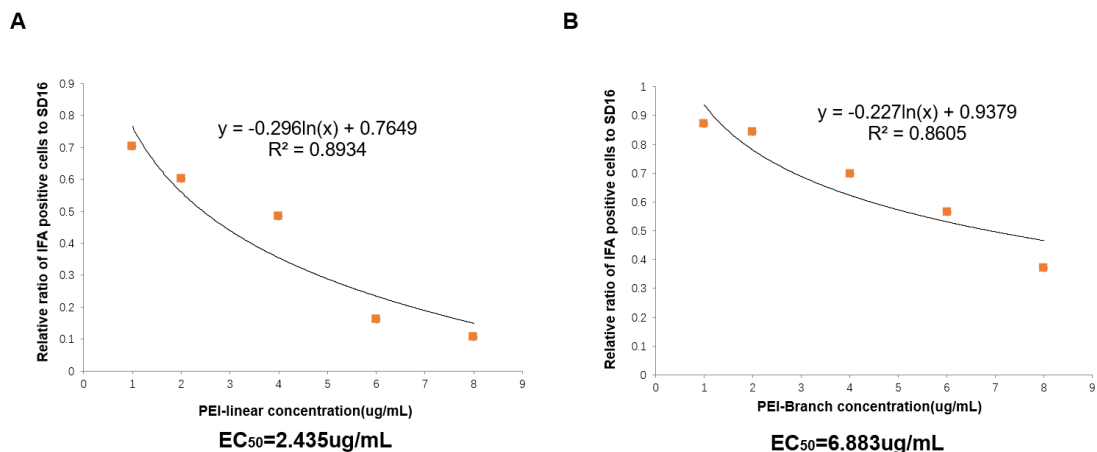 A
Relative ratio of IFA positive cells to SD16
0.9
0.8
0.7
0.6
0.5
0.4
0.3
0.2
0.1
0
y = -0.296ln(x) + 0.7649
R² = 0.8934
0 1 2 3 4 5 6 7 8 9
PEI-linear concentration(ug/mL)
EC₅₀=2.435ug/mL
B
Relative ratio of IFA positive cells to SD16
1
0.9
0.8
0.7
0.6
0.5
0.4
0.3
0.2
0.1
0
y = -0.227ln(x) + 0.9379
R² = 0.8605
0 1 2 3 4 5 6 7 8 9
PEI-Branch concentration(ug/mL)
EC₅₀=6.883ug/mL